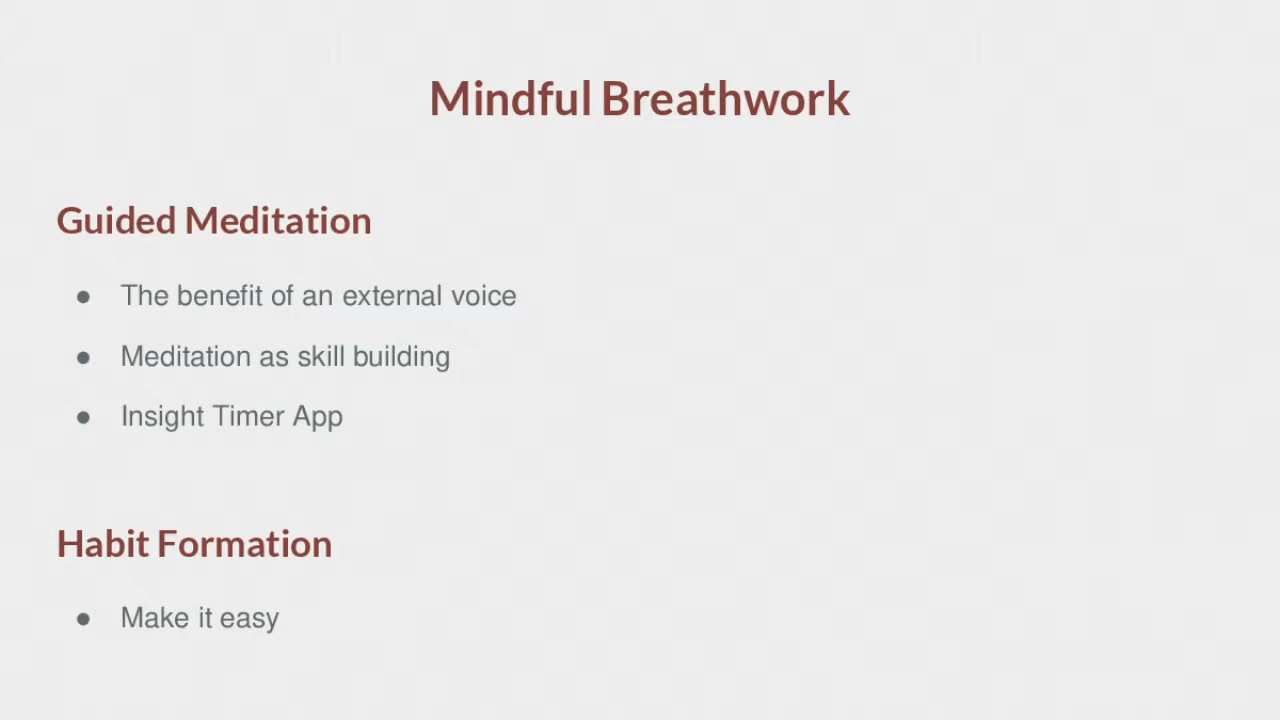 Mindful Breathwork
Guided Meditation
● The benefit of an external voice
● Meditation as skill building
● Insight Timer App
Habit Formation
● Make it easy